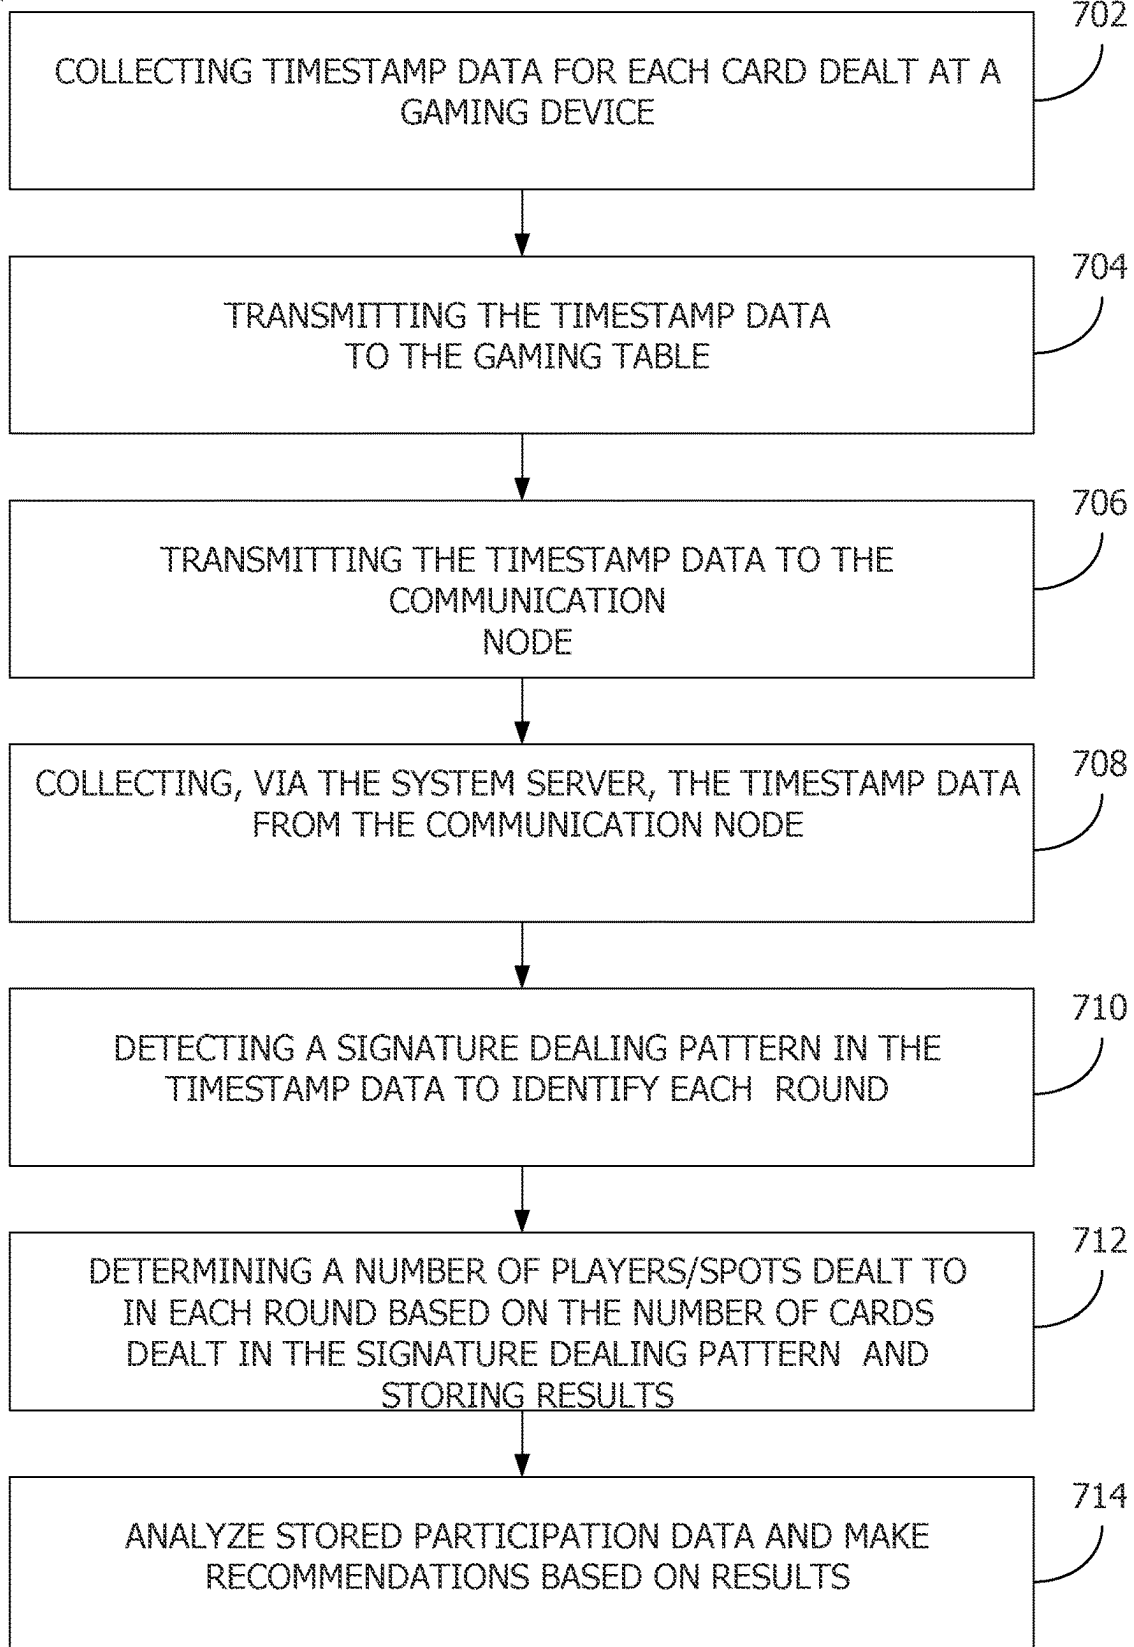 702
COLLECTING TIMESTAMP DATA FOR EACH CARD DEALT AT A
GAMING DEVICE
704
TRANSMITTING THE TIMESTAMP DATA
TO THE GAMING TABLE
706
TRANSMITTING THE TIMESTAMP DATA TO THE
COMMUNICATION
NODE
708
COLLECTING, VIA THE SYSTEM SERVER, THE TIMESTAMP DATA
FROM THE COMMUNICATION NODE
710
DETECTING A SIGNATURE DEALING PATTERN IN THE
TIMESTAMP DATA TO IDENTIFY EACH ROUND
712
DETERMINING A NUMBER OF PLAYERS/SPOTS DEALT TO
IN EACH ROUND BASED ON THE NUMBER OF CARDS
DEALT IN THE SIGNATURE DEALING PATTERN AND
STORING RESULTS
714
ANALYZE STORED PARTICIPATION DATA AND MAKE
RECOMMENDATIONS BASED ON RESULTS